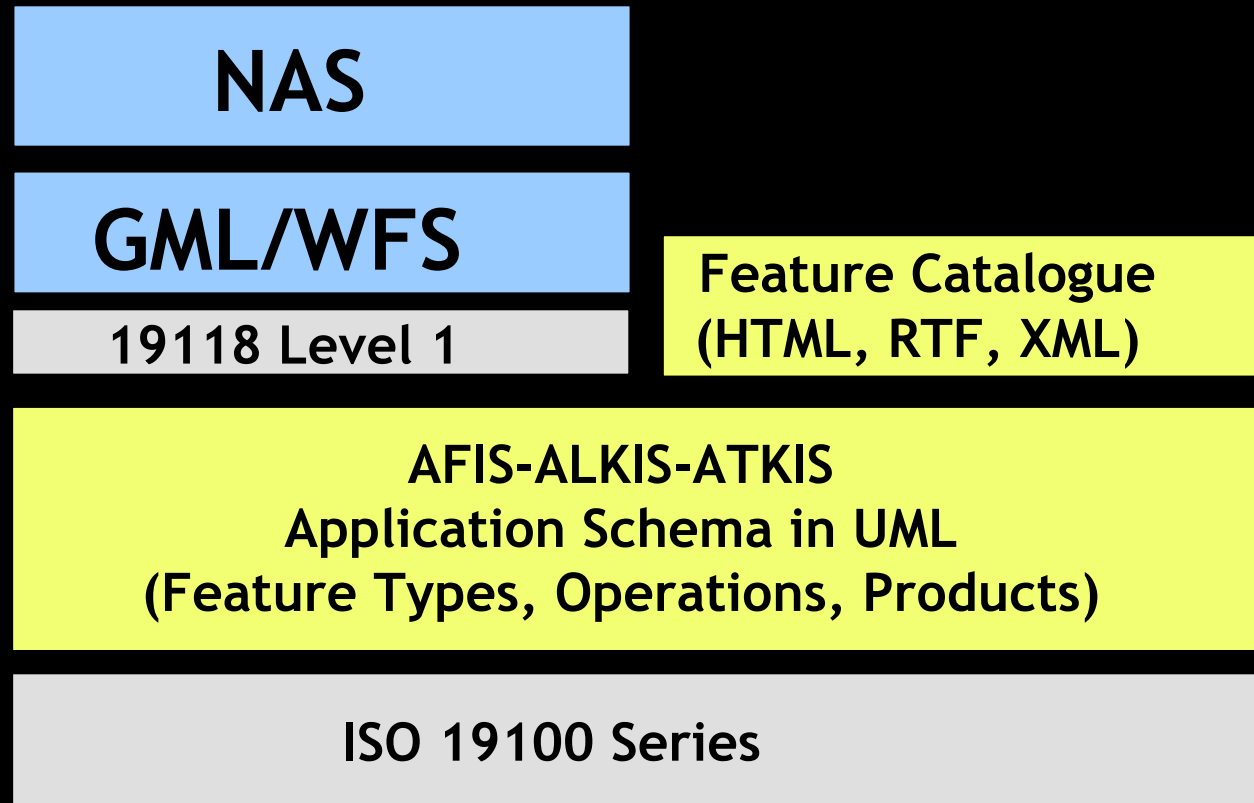 NAS
GML/WFS
19118 Level 1
Feature Catalogue
(HTML, RTF, XML)
AFIS-ALKIS-ATKIS
Application Schema in UML
(Feature Types, Operations, Products)
ISO 19100 Series